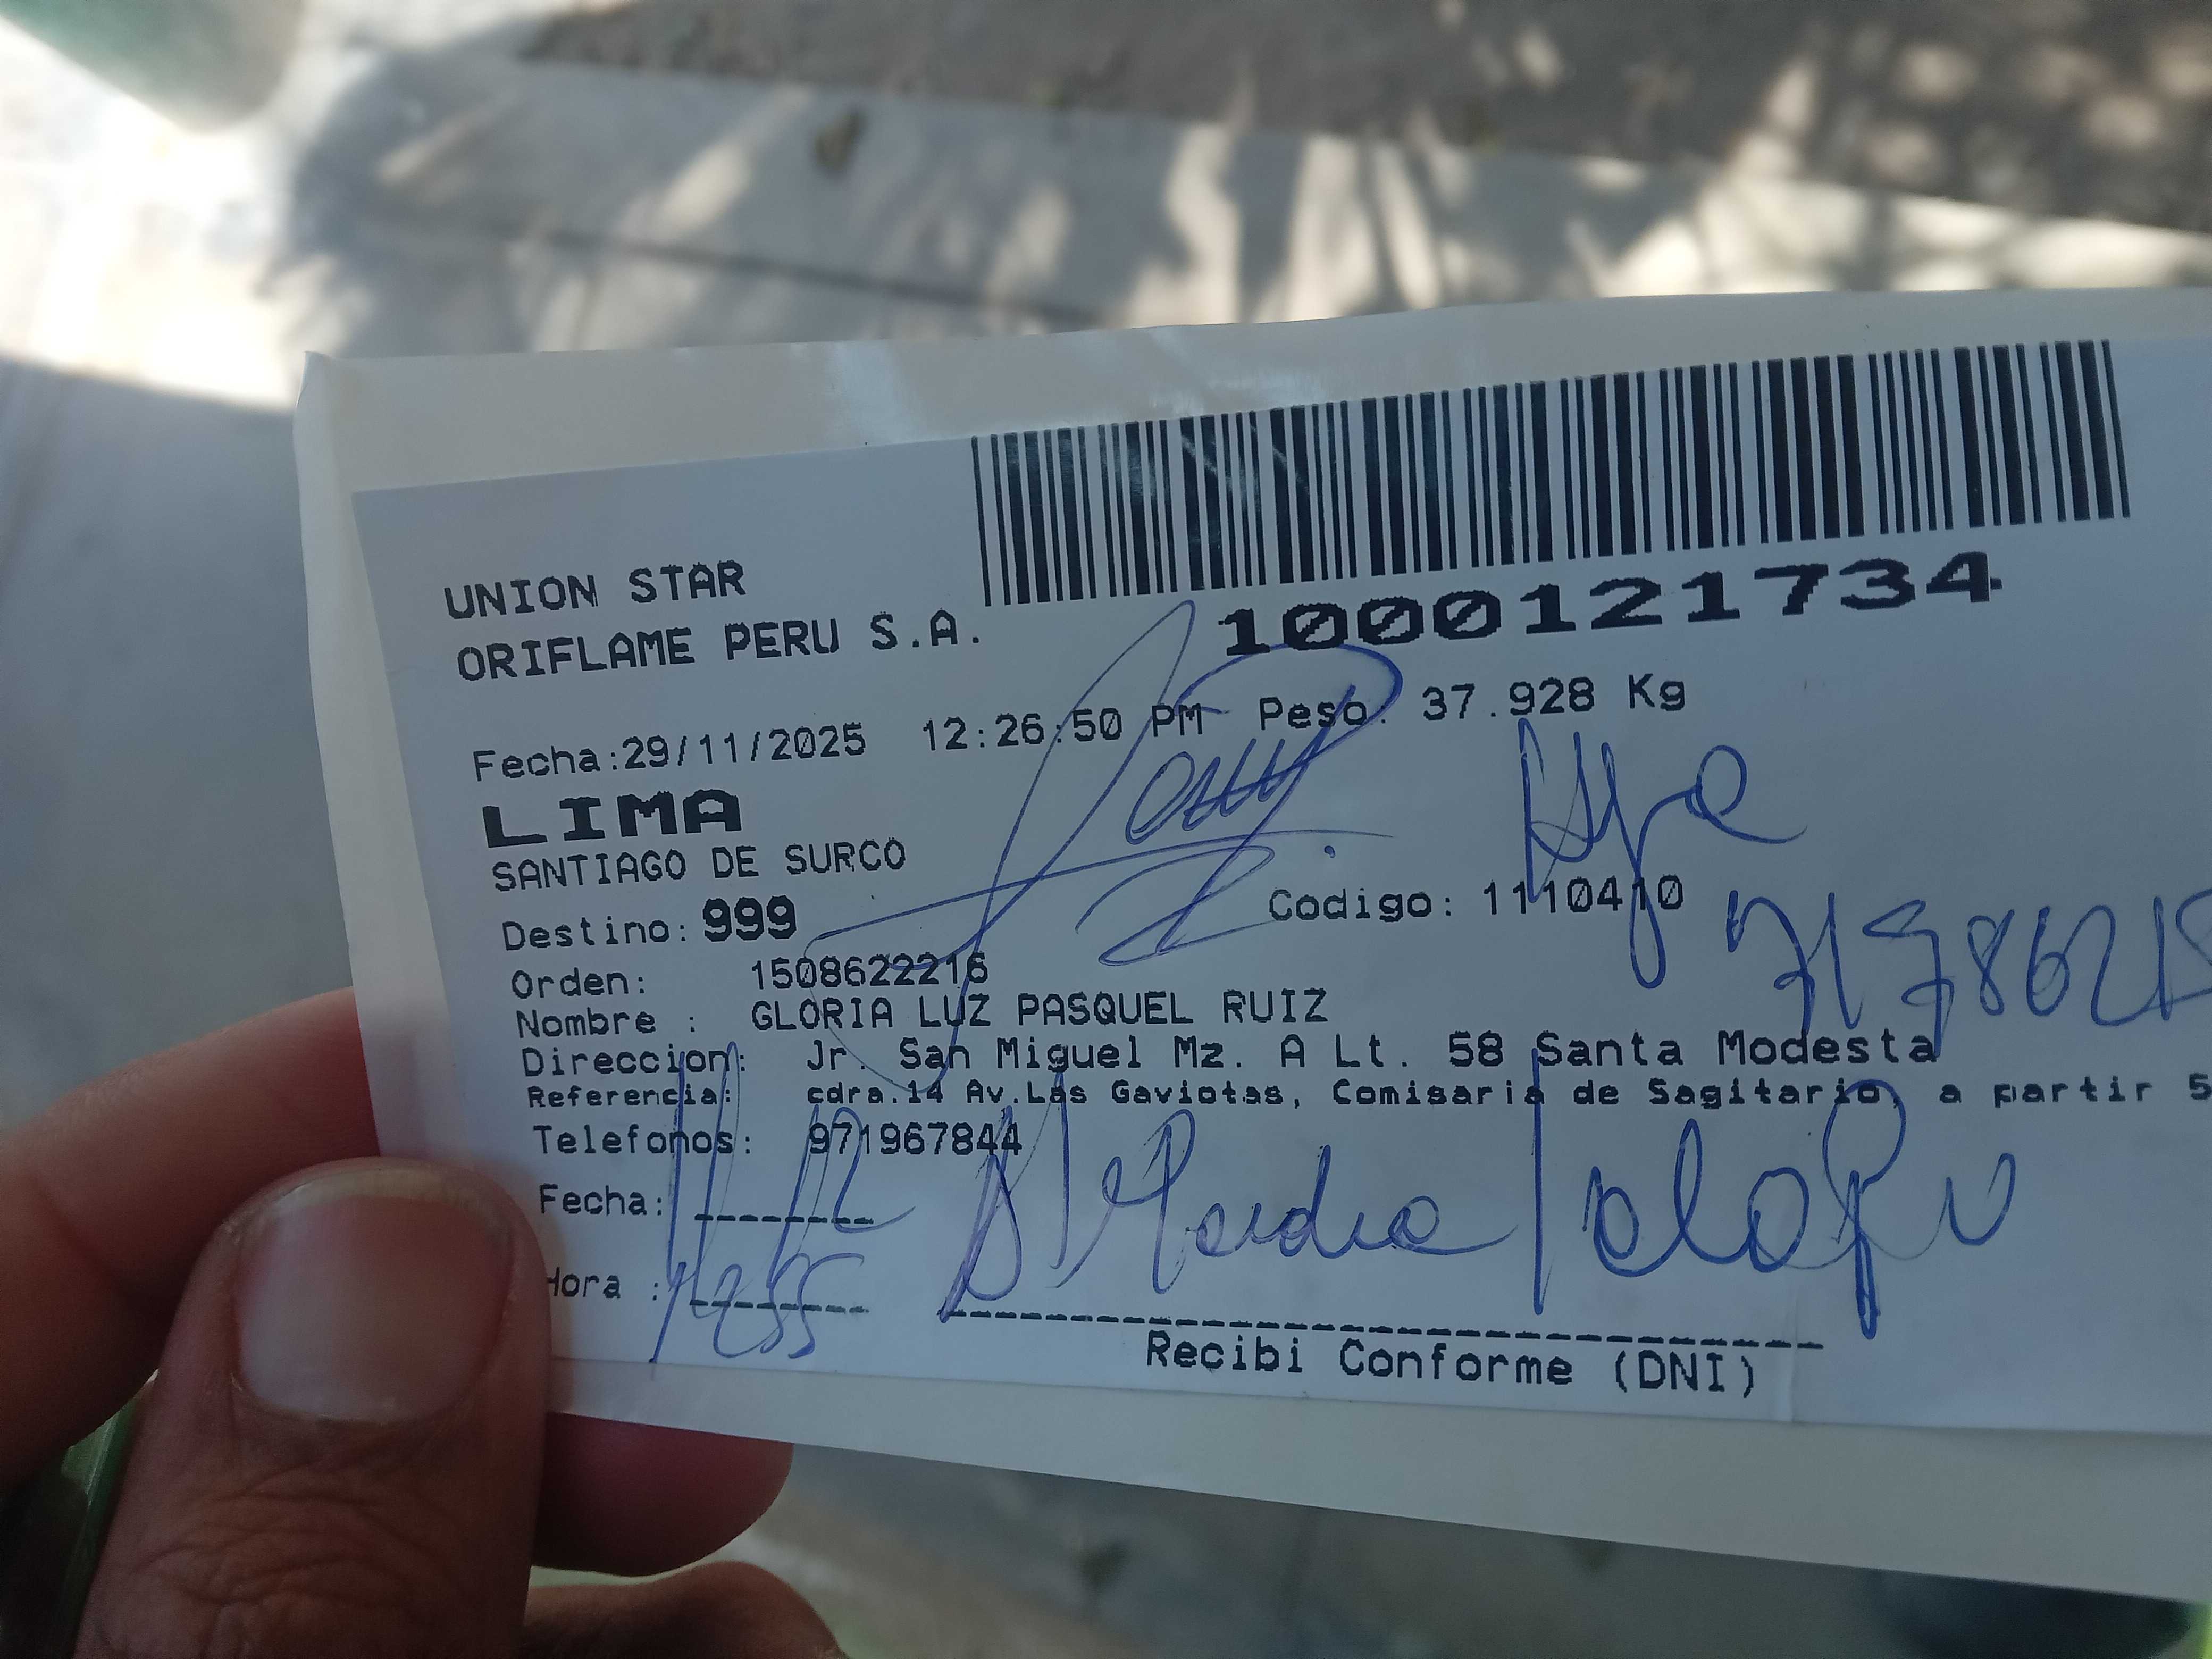 UNION STAR
ORIFLAME PERU S.A.
1000121734
Fecha:29/11/2025 12:26:50 PM Peso: 37.928 Kg
LIMA
SANTIAGO DE SURCO
Hija
Destino: 999
Codigo: 1110410
Orden: 1508622216
Nombre : GLORIA LUZ PASQUEL RUIZ
Direccion: Jr. San Miguel Mz. A Lt. 58 Santa Modesta
Referencia: cdra.14 Av.Las Gaviotas, Comisaria de Sagitario, a partir 5
Telefonos: 971967844
Fecha:
Hora :
Recibi Conforme (DNI)